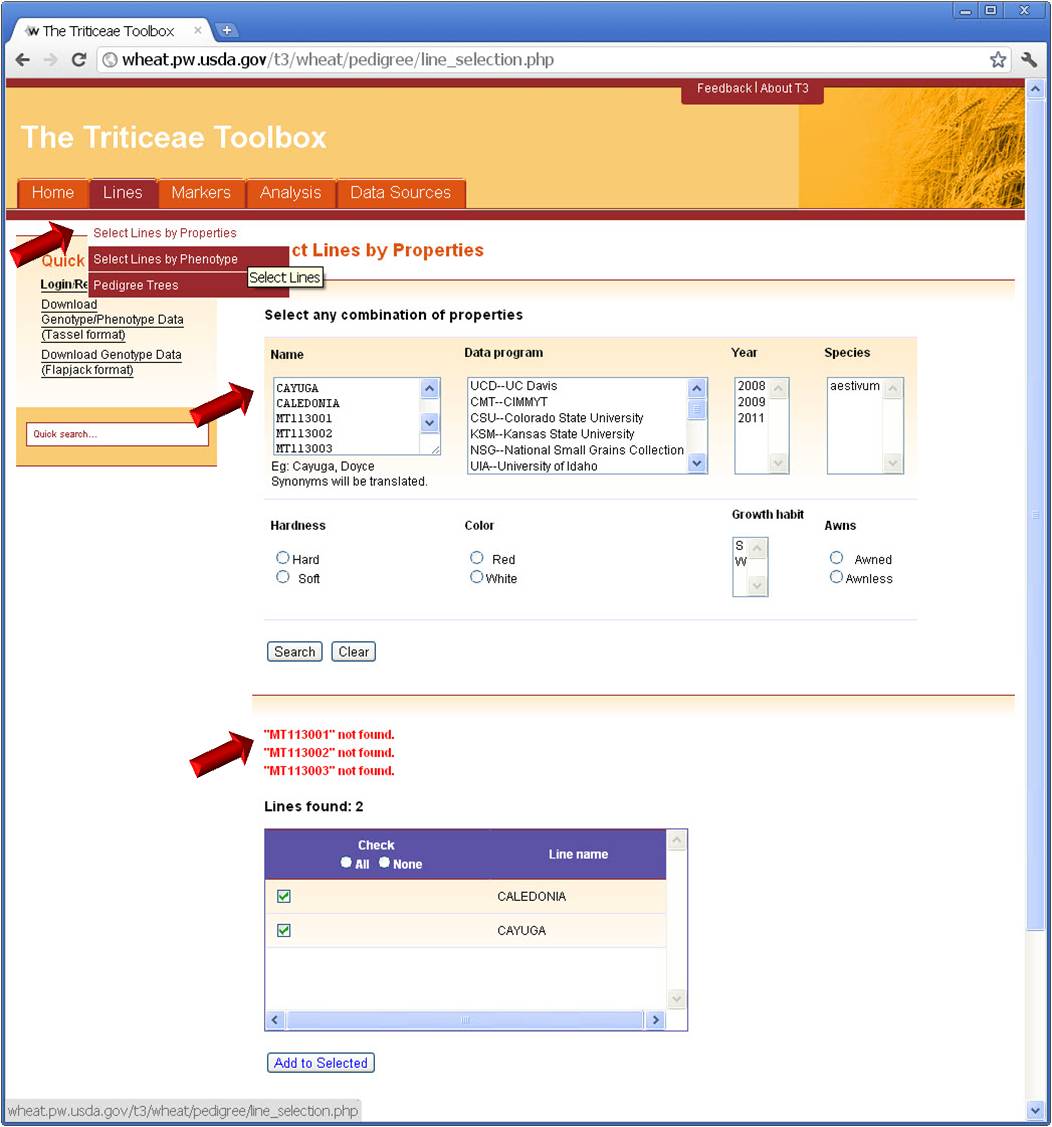 The Triticeae Toolbox
wheat.pw.usda.gov/t3/wheat/pedigree/line_selection.php
Feedback | About T3
The Triticeae Toolbox
Home Lines Markers Analysis Data Sources
Select Lines by Properties
Select Lines by Phenotype
Pedigree Trees
Select Lines
Quick
Login/Re
Download
Genotype/Phenotype Data
(Tassel format)
Download Genotype Data
(Flapjack format)
Quick search...
ct Lines by Properties
Select any combination of properties
Name Data program Year Species
CAYUGA
CALEDONIA
MT113001
MT113002
MT113003
Eg: Cayuga, Doyce
Synonyms will be translated.
UCD--UC Davis
CMT--CIMMYT
CSU--Colorado State University
KSM--Kansas State University
NSG--National Small Grains Collection
UIA--University of Idaho
2008
2009
2011
aestivum
Hardness Color Growth habit Awns
Hard
Soft
Red
White
S
W
Awned
Awnless
Search Clear
"MT113001" not found.
"MT113002" not found.
"MT113003" not found.
Lines found: 2
Check
All None
Line name
CALEDONIA
CAYUGA
Add to Selected
wheat.pw.usda.gov/t3/wheat/pedigree/line_selection.php